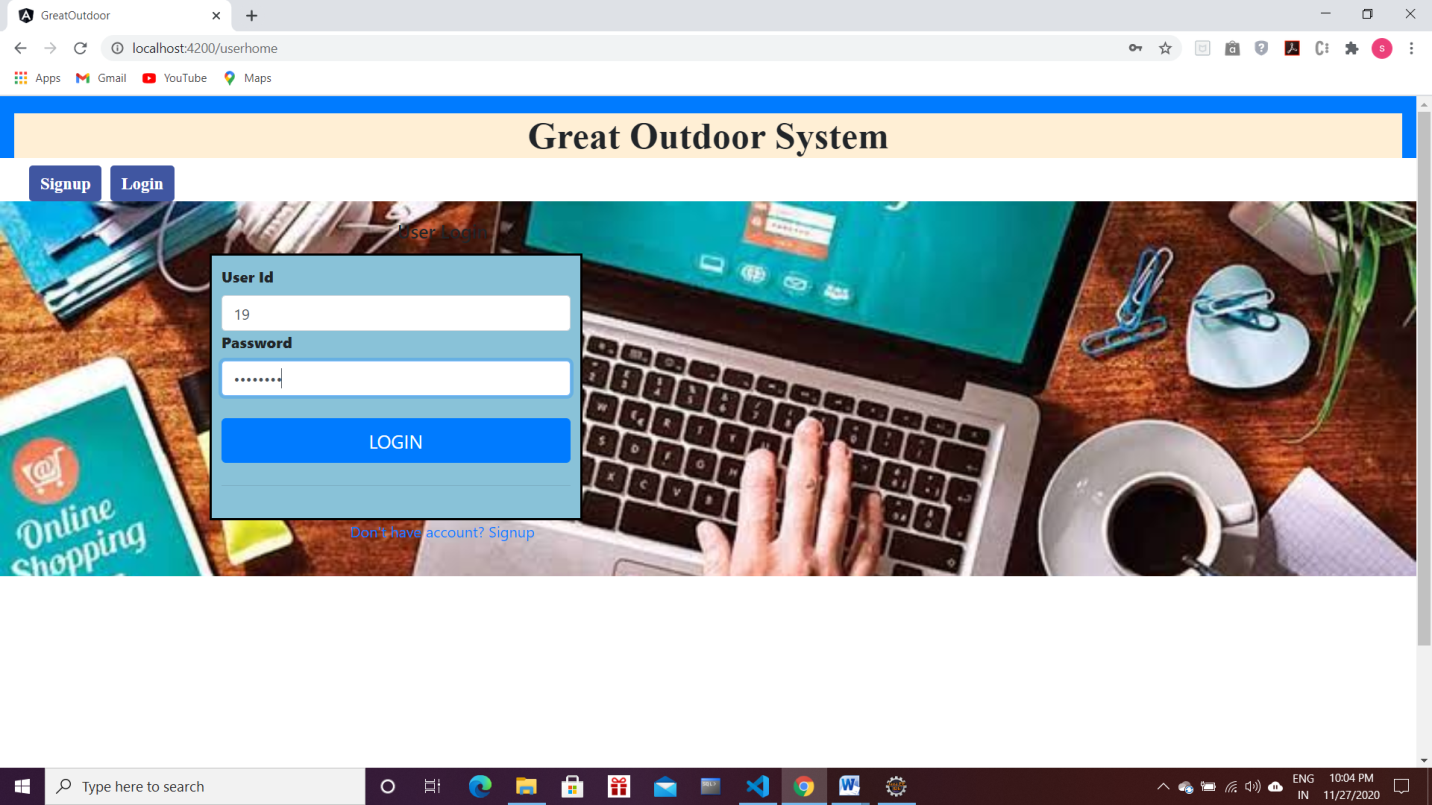 GreatOutdoor
localhost:4200/userhome
S
Apps Gmail YouTube Maps
Great Outdoor System
Signup Login
User Login
User Id
19
Password
••••••••
LOGIN
Don't have account? Signup
Online
Shopping
Type here to search
ENG
IN
10:04 PM
11/27/2020